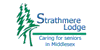 Strathmere
Lodge
Caring for seniors
in Middlesex